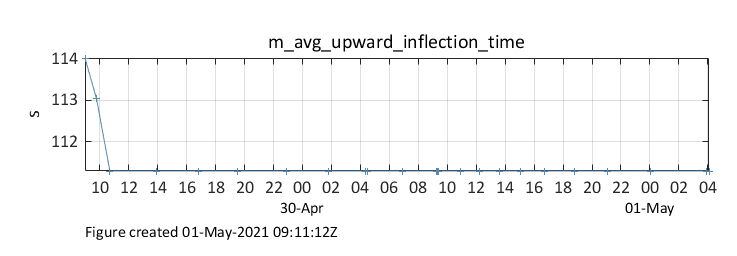 m_avg_upward_inflection_time
114
113
112
s
10 12 14 16 18 20 22 00 02 04 06 08 10 12 14 16 18 20 22 00 02 04
30-Apr 01-May
Figure created 01-May-2021 09:11:12Z